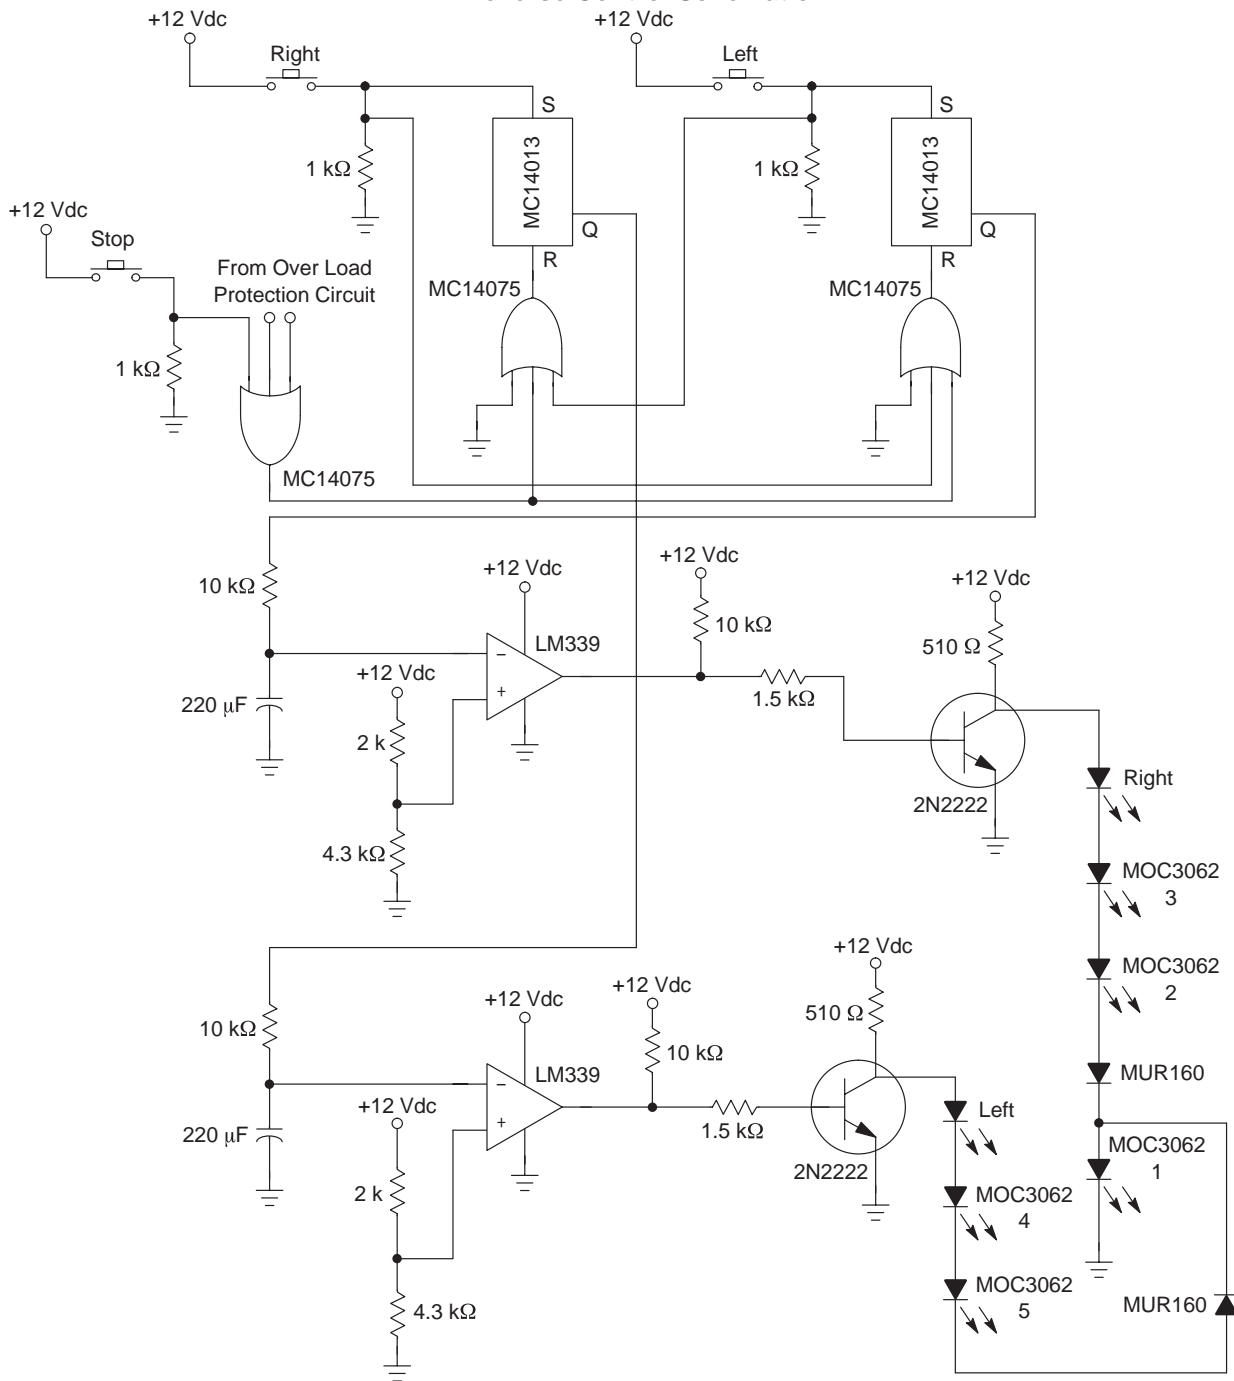 +12 Vdc
+12 Vdc
Right
Left
S
S
MC14013
MC14013
1 kΩ
1 kΩ
+12 Vdc
Q
Q
Stop
R
R
From Over Load
Protection Circuit
MC14075
MC14075
1 kΩ
MC14075
+12 Vdc
+12 Vdc
+12 Vdc
10 kΩ
10 kΩ
LM339
510 Ω
+12 Vdc
−
+
1.5 kΩ
220 μF
2 k
Right
2N2222
4.3 kΩ
MOC3062
3
+12 Vdc
MOC3062
2
+12 Vdc
+12 Vdc
510 Ω
10 kΩ
10 kΩ
LM339
MUR160
+12 Vdc
−
+
Left
1.5 kΩ
220 μF
MOC3062
1
2N2222
2 k
MOC3062
4
MOC3062
5
MUR160
4.3 kΩ